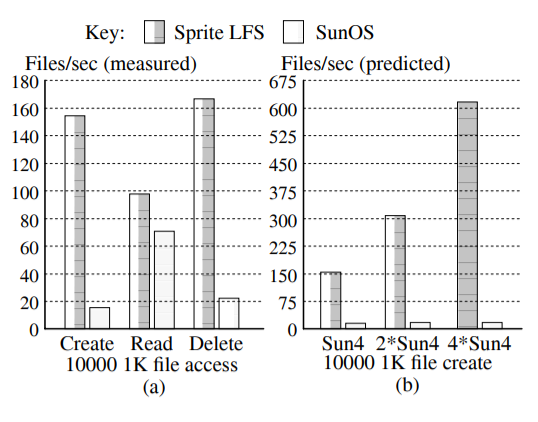 Key: Sprite LFS SunOS
Files/sec (measured)
180
160
140
120
100
80
60
40
20
0
Create Read Delete
10000 1K file access
(a)
Files/sec (predicted)
675
600
525
450
375
300
225
150
75
0
Sun4 2*Sun4 4*Sun4
10000 1K file create
(b)